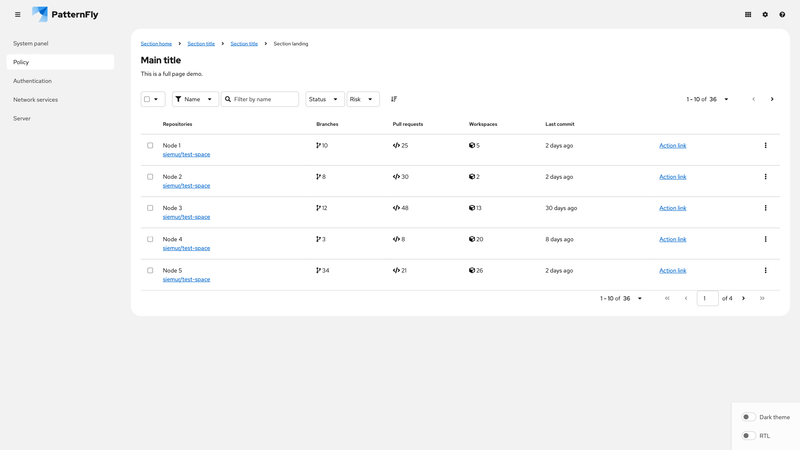 PatternFly
System panel
Policy
Authentication
Network services
Server
Section home Section title Section title Section landing
Main title
This is a full page demo.
Name Filter by name Status Risk 1 - 10 of 36
Repositories Branches Pull requests Workspaces Last commit
Node 1 10 25 5 2 days ago Action link
siemur/test-space
Node 2 8 30 2 2 days ago Action link
siemur/test-space
Node 3 12 48 13 30 days ago Action link
siemur/test-space
Node 4 3 8 20 8 days ago Action link
siemur/test-space
Node 5 34 21 26 2 days ago Action link
siemur/test-space
1 - 10 of 36 1 of 4
Dark theme
RTL